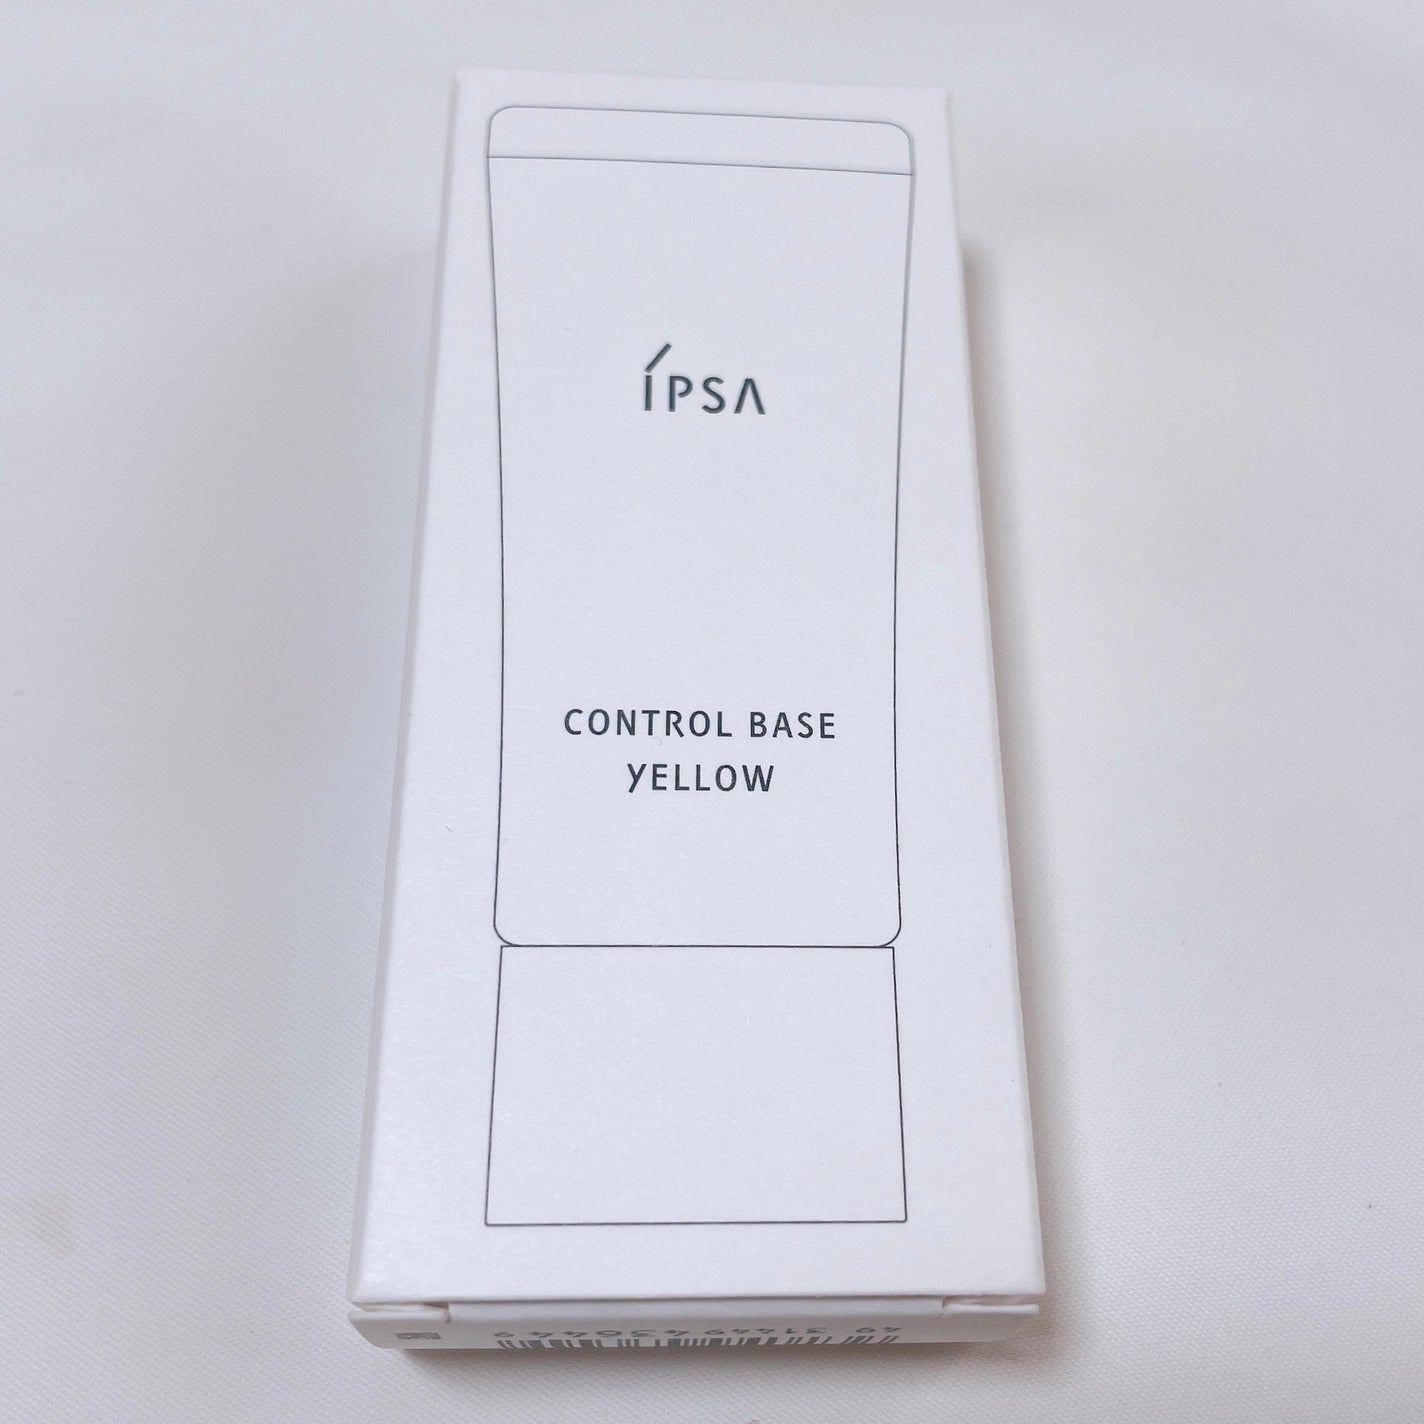 ÍPSA
CONTROL BASE
YELLOW